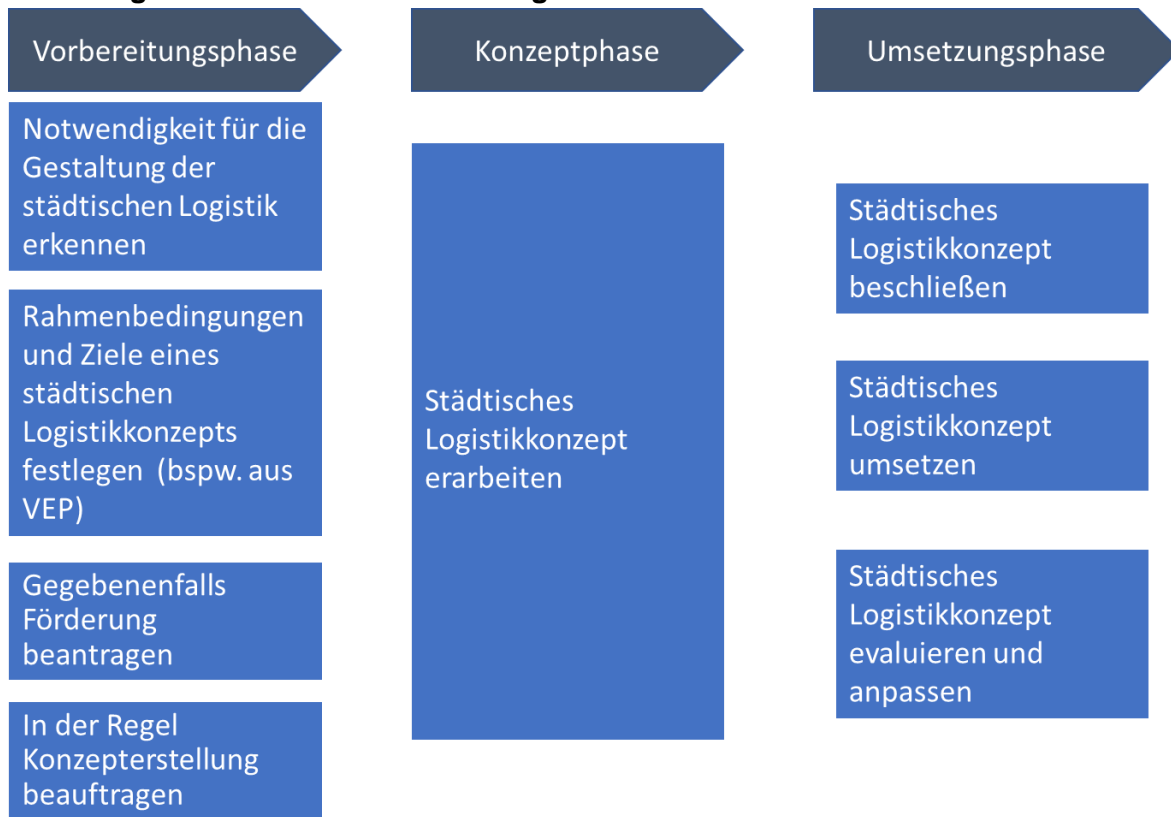 Vorbereitungsphase
Notwendigkeit für die
Gestaltung der
städtischen Logistik
erkennen
Rahmenbedingungen
und Ziele eines
städtischen
Logistikkonzepts
festlegen (bspw. aus
VEP)
Gegebenenfalls
Förderung
beantragen
In der Regel
Konzepterstellung
beauftragen
Konzeptphase
Städtisches
Logistikkonzept
erarbeiten
Umsetzungsphase
Städtisches
Logistikkonzept
beschließen
Städtisches
Logistikkonzept
umsetzen
Städtisches
Logistikkonzept
evaluieren und
anpassen